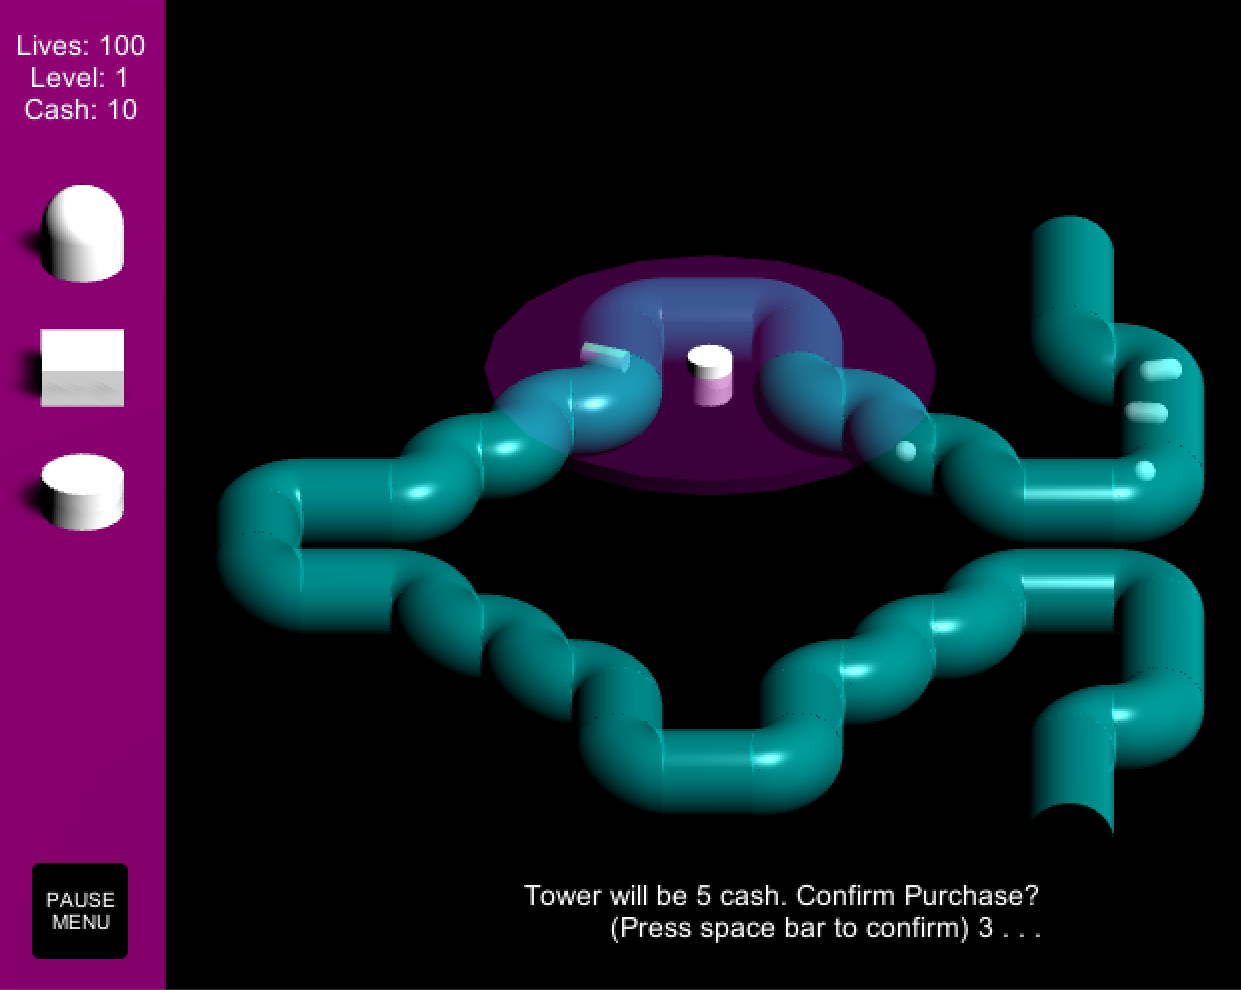 Lives: 100
Level: 1
Cash: 10
PAUSE
MENU
Tower will be 5 cash. Confirm Purchase?
(Press space bar to confirm) 3 . . .